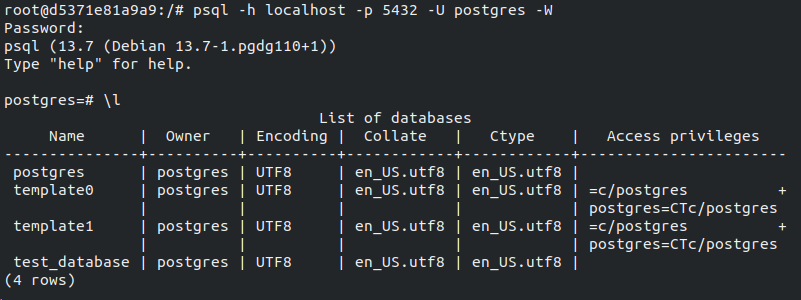 root@d5371e81a9a9:/# psql -h localhost -p 5432 -U postgres -W
Password:
psql (13.7 (Debian 13.7-1.pgdg110+1))
Type "help" for help.

postgres=# \l
                                  List of databases
     Name      |  Owner   | Encoding |  Collate   |   Ctype    |   Access privileges
---------------+----------+----------+------------+------------+-----------------------
 postgres      | postgres | UTF8     | en_US.utf8 | en_US.utf8 |
 template0     | postgres | UTF8     | en_US.utf8 | en_US.utf8 | =c/postgres          +
               |          |          |            |            | postgres=CTc/postgres
 template1     | postgres | UTF8     | en_US.utf8 | en_US.utf8 | =c/postgres          +
               |          |          |            |            | postgres=CTc/postgres
 test_database | postgres | UTF8     | en_US.utf8 | en_US.utf8 |
(4 rows)